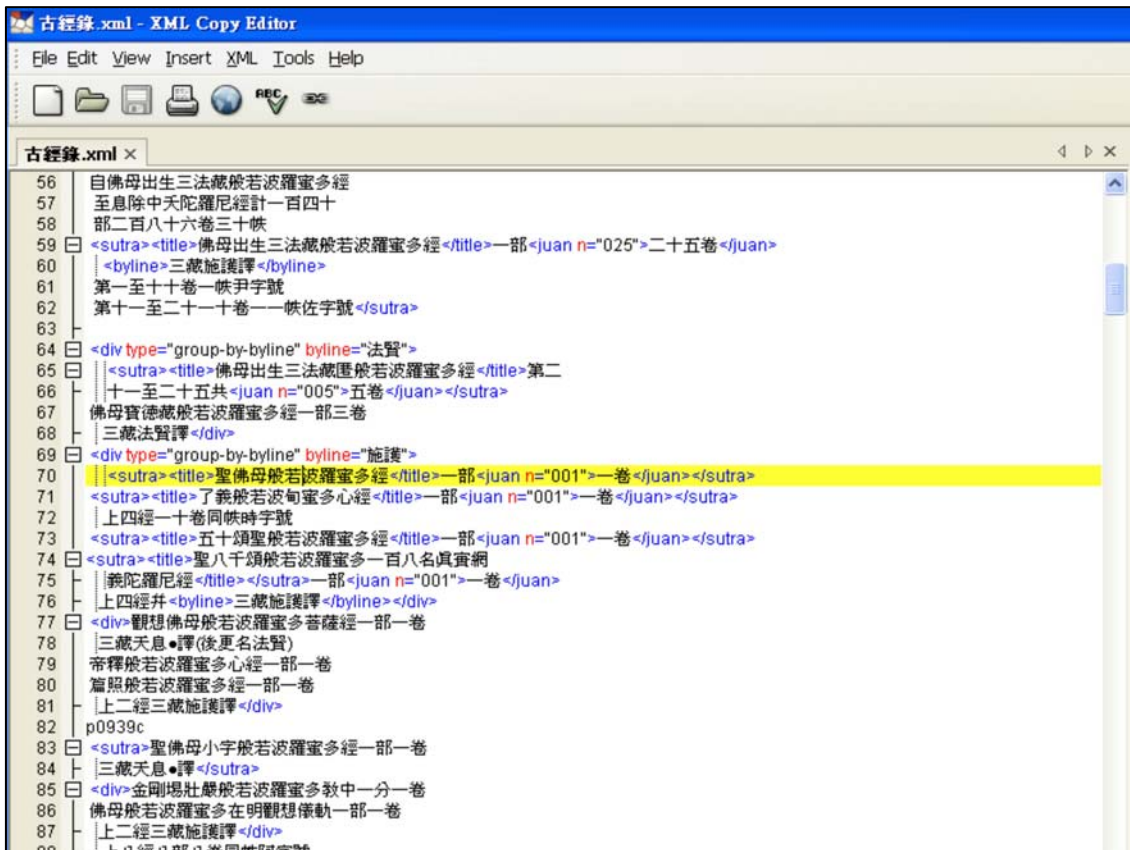 古經錄.xml - XML Copy Editor
File Edit View Insert XML Tools Help
ABC
古經錄.xml ×
56 自佛母出生三法藏般若波羅蜜多經
57 至息除中夭陀羅尼經計一百四十
58 部二百八十六卷三十帙
59 <sutra><title>佛母出生三法藏般若波羅蜜多經</title>一部<juan n="025">二十五卷</juan>
60 <byline>三藏施護譯</byline>
61 第一至十十卷一帙尹字號
62 第十一至二十一十卷一一帙佐字號</sutra>
63
64 <div type="group-by-byline" byline="法賢">
65 <sutra><title>佛母出生三法藏匿般若波羅蜜多經</title>第二
66 十一至二十五共<juan n="005">五卷</juan></sutra>
67 佛母寶德藏般若波羅蜜多經一部三卷
68 三藏法賢譯</div>
69 <div type="group-by-byline" byline="施護">
70 <sutra><title>聖佛母般若波羅蜜多經</title>一部<juan n="001">一卷</juan></sutra>
71 <sutra><title>了義般若波旬蜜多心經</title>一部<juan n="001">一卷</juan></sutra>
72 上四經一十卷同帙時字號
73 <sutra><title>五十頌聖般若波羅蜜多經</title>一部<juan n="001">一卷</juan></sutra>
74 <sutra><title>聖八千頌般若波羅蜜多一百八名眞寶網
75 義陀羅尼經</title></sutra>一部<juan n="001">一卷</juan>
76 上四經幷<byline>三藏施護譯</byline></div>
77 <div>觀想佛母般若波羅蜜多菩薩經一部一卷
78 三藏天息●譯(後更名法賢)
79 帝釋般若波羅蜜多心經一部一卷
80 篇照般若波羅蜜多經一部一卷
81 上二經三藏施護譯</div>
82 p0939c
83 <sutra>聖佛母小字般若波羅蜜多經一部一卷
84 三藏天息●譯</sutra>
85 <div>金剛場壯嚴般若波羅蜜多教中一分一卷
86 佛母般若波羅蜜多在明觀想儀軌一部一卷
87 上二經三藏施護譯</div>